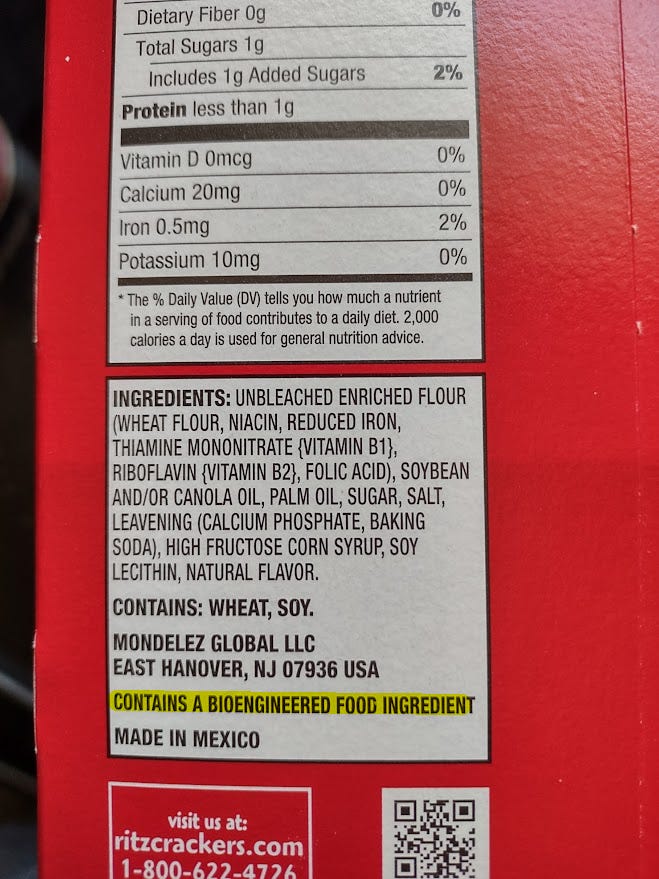 Dietary Fiber 0g 0%
Total Sugars 1g
Includes 1g Added Sugars 2%
Protein less than 1g
Vitamin D 0mcg 0%
Calcium 20mg 0%
Iron 0.5mg 2%
Potassium 10mg 0%
* The % Daily Value (DV) tells you how much a nutrient
in a serving of food contributes to a daily diet. 2,000
calories a day is used for general nutrition advice.
INGREDIENTS: UNBLEACHED ENRICHED FLOUR
(WHEAT FLOUR, NIACIN, REDUCED IRON,
THIAMINE MONONITRATE {VITAMIN B1},
RIBOFLAVIN {VITAMIN B2}, FOLIC ACID), SOYBEAN
AND/OR CANOLA OIL, PALM OIL, SUGAR, SALT,
LEAVENING (CALCIUM PHOSPHATE, BAKING
SODA), HIGH FRUCTOSE CORN SYRUP, SOY
LECITHIN, NATURAL FLAVOR.
CONTAINS: WHEAT, SOY.
MONDELEZ GLOBAL LLC
EAST HANOVER, NJ 07936 USA
CONTAINS A BIOENGINEERED FOOD INGREDIENT
MADE IN MEXICO
visit us at:
ritzcrackers.com
1-800-622-4726